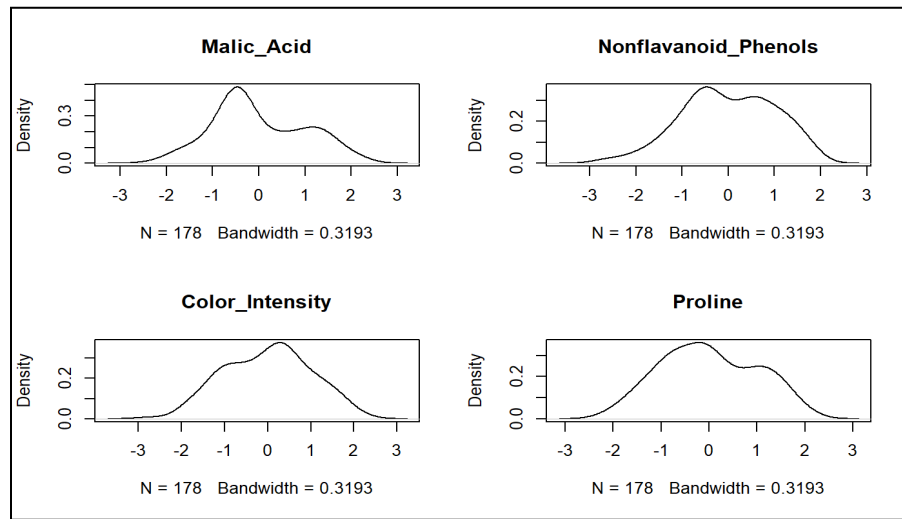 Malic_Acid
Density
0.0 0.3
-3 -2 -1 0 1 2 3
N = 178 Bandwidth = 0.3193
Nonflavanoid_Phenols
Density
0.0 0.2
-3 -2 -1 0 1 2 3
N = 178 Bandwidth = 0.3193
Color_Intensity
Density
0.0 0.2
-3 -2 -1 0 1 2 3
N = 178 Bandwidth = 0.3193
Proline
Density
0.0 0.2
-3 -2 -1 0 1 2 3
N = 178 Bandwidth = 0.3193